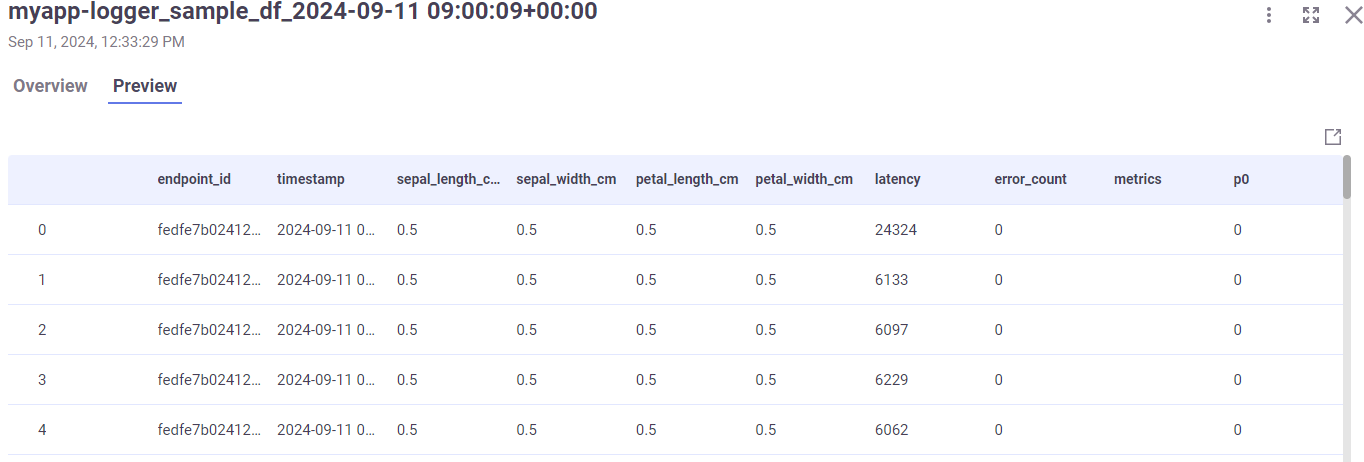 myapp-logger_sample_df_2024-09-11 09:00:09+00:00
Sep 11, 2024, 12:33:29 PM
Overview Preview
endpoint_id timestamp sepal_length_c... sepal_width_cm petal_length_cm petal_width_cm latency error_count metrics p0
0 fedfe7b02412... 2024-09-11 0... 0.5 0.5 0.5 0.5 24324 0 0
1 fedfe7b02412... 2024-09-11 0... 0.5 0.5 0.5 0.5 6133 0 0
2 fedfe7b02412... 2024-09-11 0... 0.5 0.5 0.5 0.5 6097 0 0
3 fedfe7b02412... 2024-09-11 0... 0.5 0.5 0.5 0.5 6229 0 0
4 fedfe7b02412... 2024-09-11 0... 0.5 0.5 0.5 0.5 6062 0 0